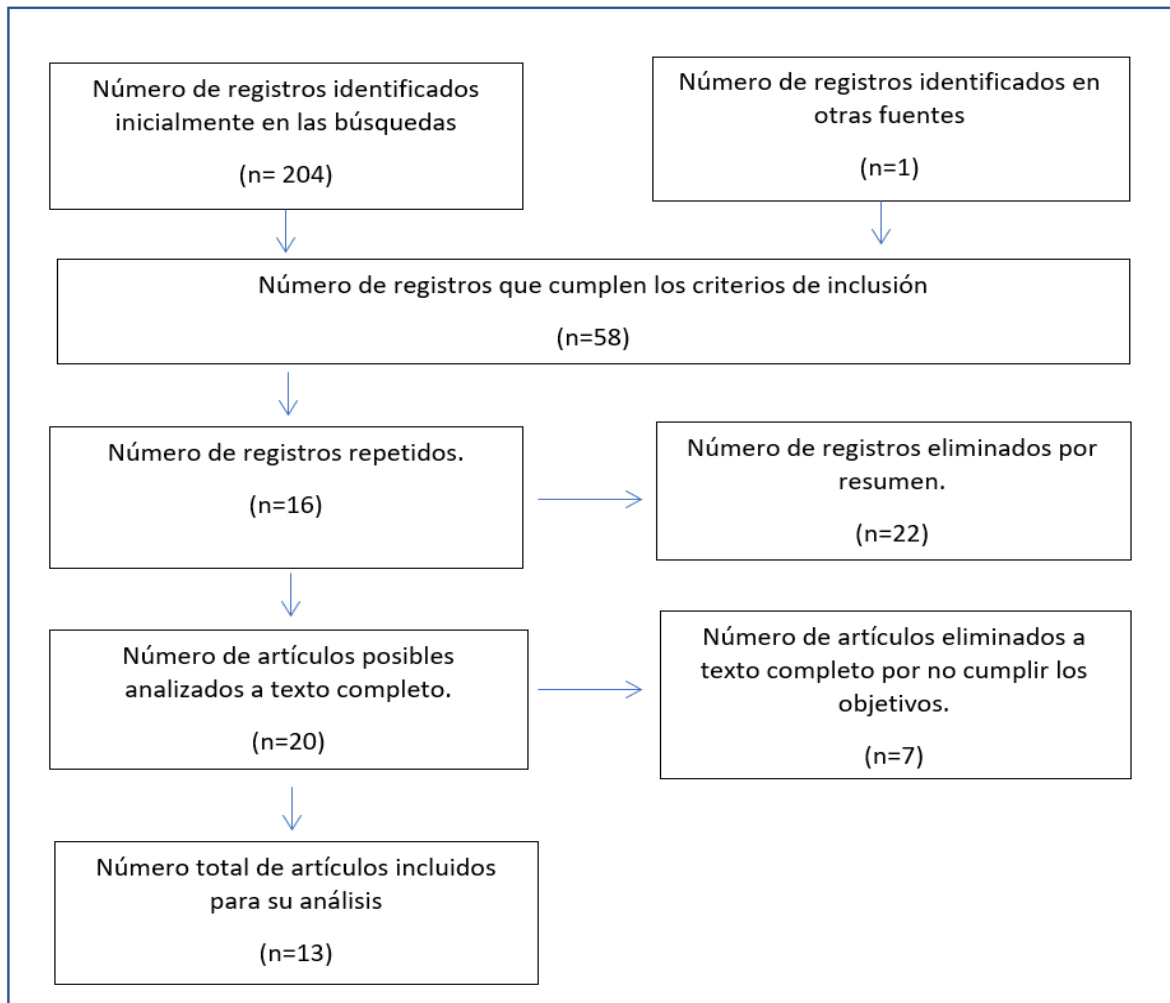 Número de registros identificados
inicialmente en las búsquedas
(n= 204)
Número de registros identificados en
otras fuentes
(n=1)
Número de registros que cumplen los criterios de inclusión
(n=58)
Número de registros repetidos.
(n=16)
Número de registros eliminados por
resumen.
(n=22)
Número de artículos posibles
analizados a texto completo.
(n=20)
Número de artículos eliminados a
texto completo por no cumplir los
objetivos.
(n=7)
Número total de artículos incluidos
para su análisis
(n=13)